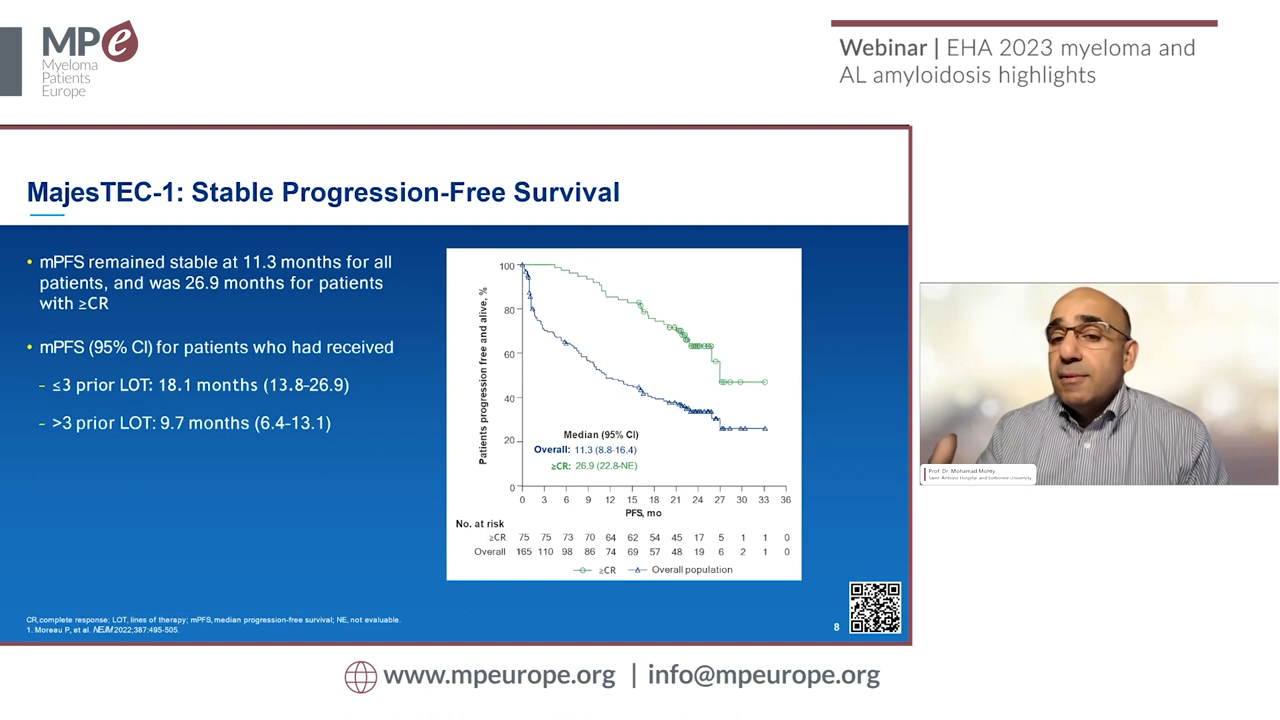 MPe
Myeloma
Patients
Europe
Webinar | EHA 2023 myeloma and
AL amyloidosis highlights
MajesTEC-1: Stable Progression-Free Survival
• mPFS remained stable at 11.3 months for all
patients, and was 26.9 months for patients
with ≥CR
• mPFS (95% CI) for patients who had received
– ≤3 prior LOT: 18.1 months (13.8-26.9)
– >3 prior LOT: 9.7 months (6.4-13.1)
Patients progression free and alive, %
100
80
60
40
20
0
Median (95% CI)
Overall: 11.3 (8.8-16.4)
≥CR: 26.9 (22.8-NE)
0 3 6 9 12 15 18 21 24 27 30 33 36
PFS, mo
No. at risk
≥CR 75 75 73 70 64 62 54 45 17 5 1 1 0
Overall 165 110 98 86 74 69 57 48 19 6 2 1 0
≥CR Overall population
CR, complete response; LOT, lines of therapy; mPFS, median progression-free survival; NE, not evaluable.
1. Moreau P, et al. NEJM 2022;387:495-505.
8
Prof. Dr. Mohamad Mohty
Saint Antoine Hospital and Sorbonne University
www.mpeurope.org | info@mpeurope.org